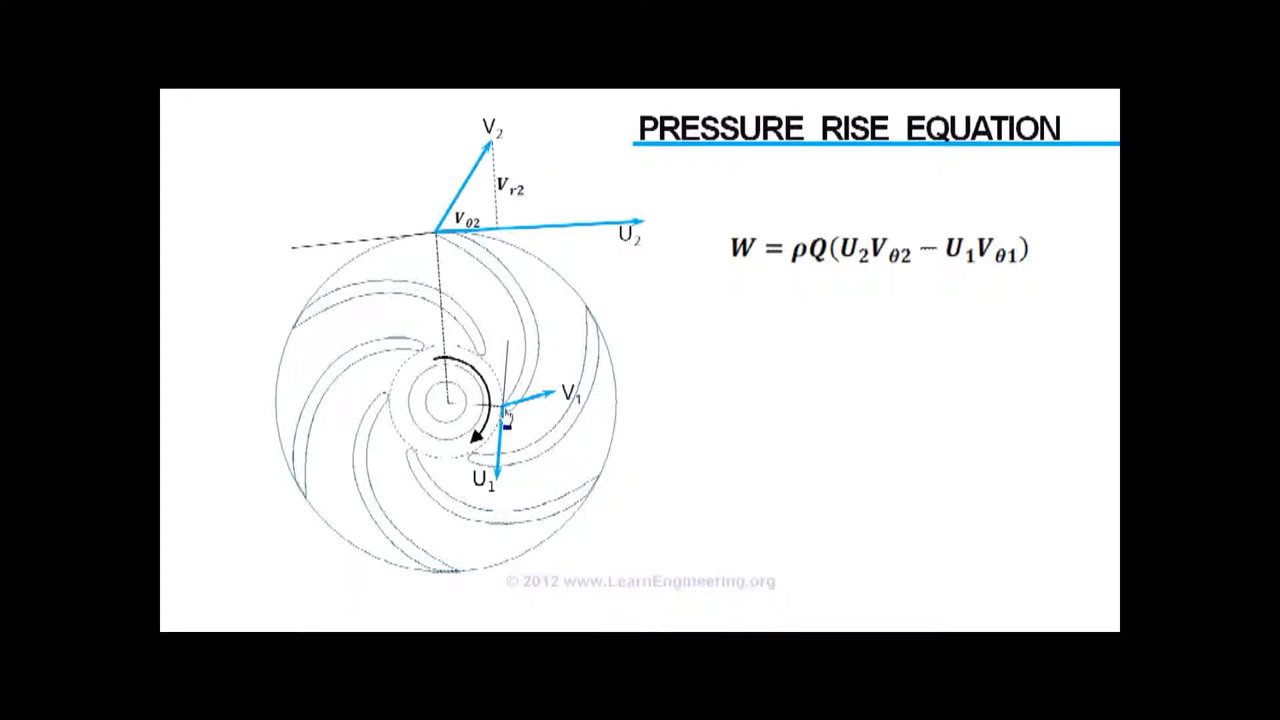 PRESSURE RISE EQUATION
V₂
Vr2
Vθ2
U₂
W = ρQ(U₂Vθ2 − U₁Vθ1)
V₁
U₁
© 2012 www.LearnEngineering.org